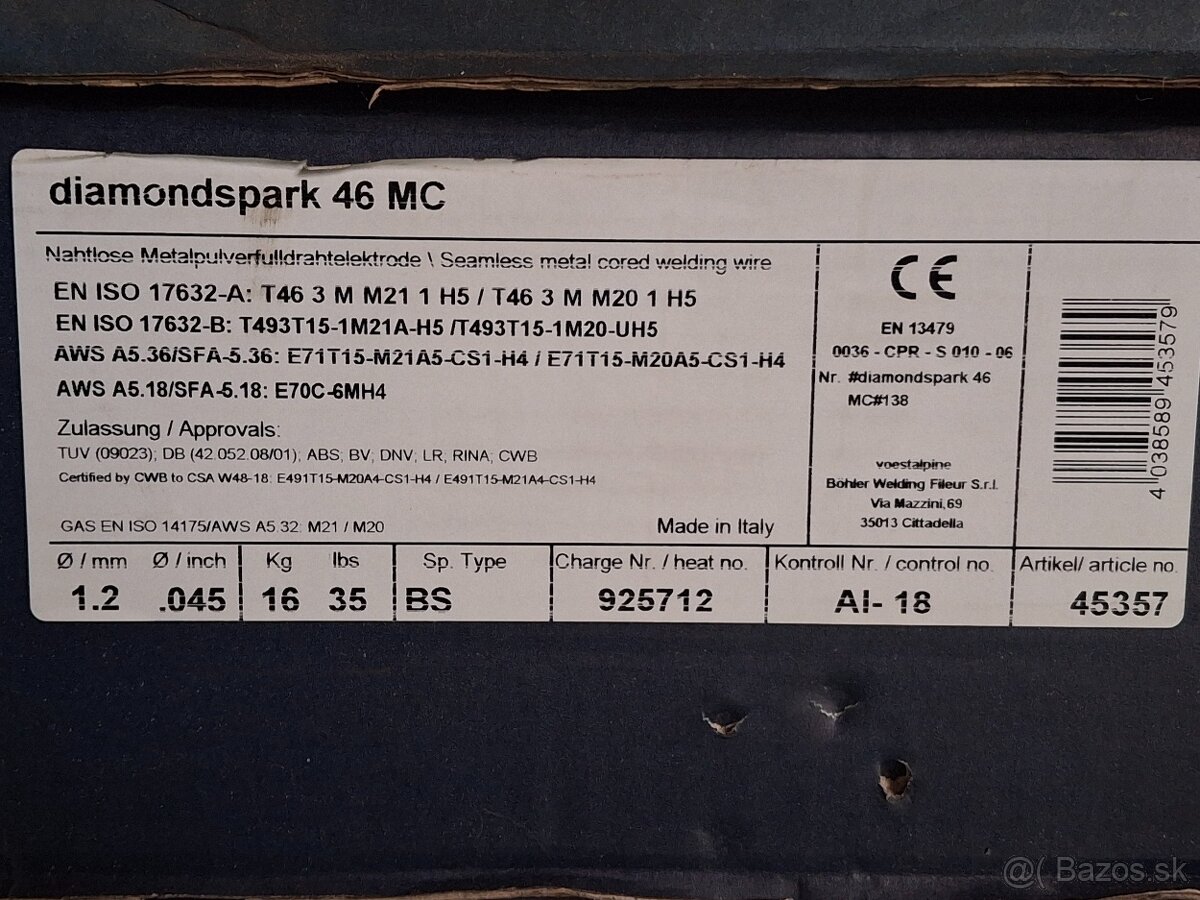 diamondspark 46 MC
Nahtlose Metalpulverfulldrahtelektrode \ Seamless metal cored welding wire
EN ISO 17632-A: T46 3 M M21 1 H5 / T46 3 M M20 1 H5
EN ISO 17632-B: T493T15-1M21A-H5 /T493T15-1M20-UH5
AWS A5.36/SFA-5.36: E71T15-M21A5-CS1-H4 / E71T15-M20A5-CS1-H4
AWS A5.18/SFA-5.18: E70C-6MH4
Zulassung / Approvals:
TUV (09023); DB (42.052.08/01); ABS, BV, DNV, LR, RINA, CWB
Certified by CWB to CSA W48-18: E491T15-M20A4-CS1-H4 / E491T15-M21A4-CS1-H4
GAS EN ISO 14175/AWS A5.32: M21 / M20
Made in Italy
CE
EN 13479
0036 - CPR - S 010 - 06
Nr. #diamondspark 46
MC#138
voestalpine
Böhler Welding Fileur S.r.l.
Via Mazzini,69
35013 Cittadella
4 038589 453579
Ø / mm Ø / inch Kg lbs Sp. Type Charge Nr. / heat no. Kontroll Nr. / control no. Artikel/ article no.
1.2 .045 16 35 BS 925712 AI- 18 45357
@( Bazos.sk